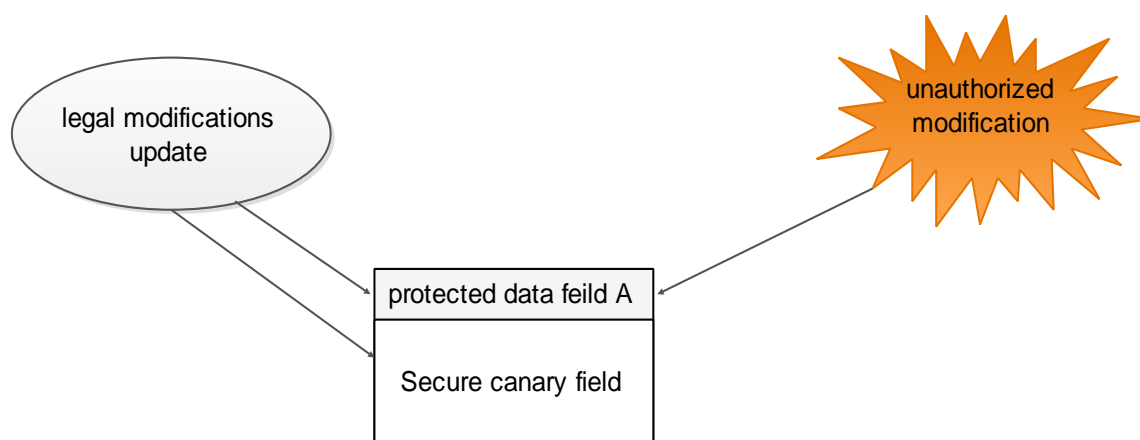 legal modifications
update
unauthorized
modification
protected data feild A
Secure canary field